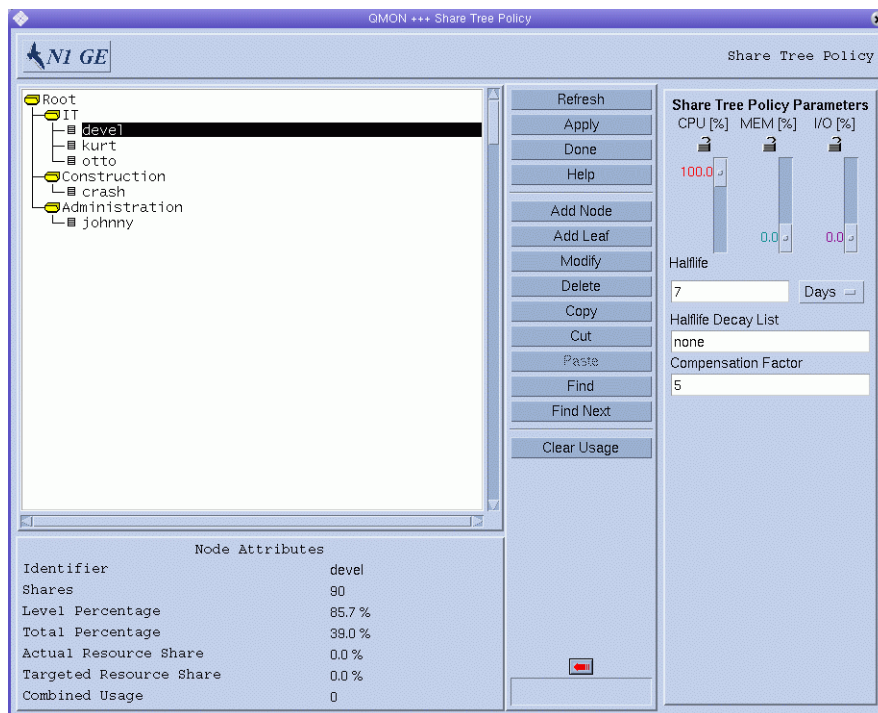 QMON +++ Share Tree Policy
N1 GE
Share Tree Policy
Root
IT
devel
kurt
otto
Construction
crash
Administration
johnny
Refresh
Apply
Done
Help
Add Node
Add Leaf
Modify
Delete
Copy
Cut
Paste
Find
Find Next
Clear Usage
Share Tree Policy Parameters
CPU [%] MEM [%] I/O [%]
100.0
0.0 0.0
Halflife
7 Days
Halflife Decay List
none
Compensation Factor
5
Node Attributes
Identifier devel
Shares 90
Level Percentage 85.7 %
Total Percentage 39.0 %
Actual Resource Share 0.0 %
Targeted Resource Share 0.0 %
Combined Usage 0